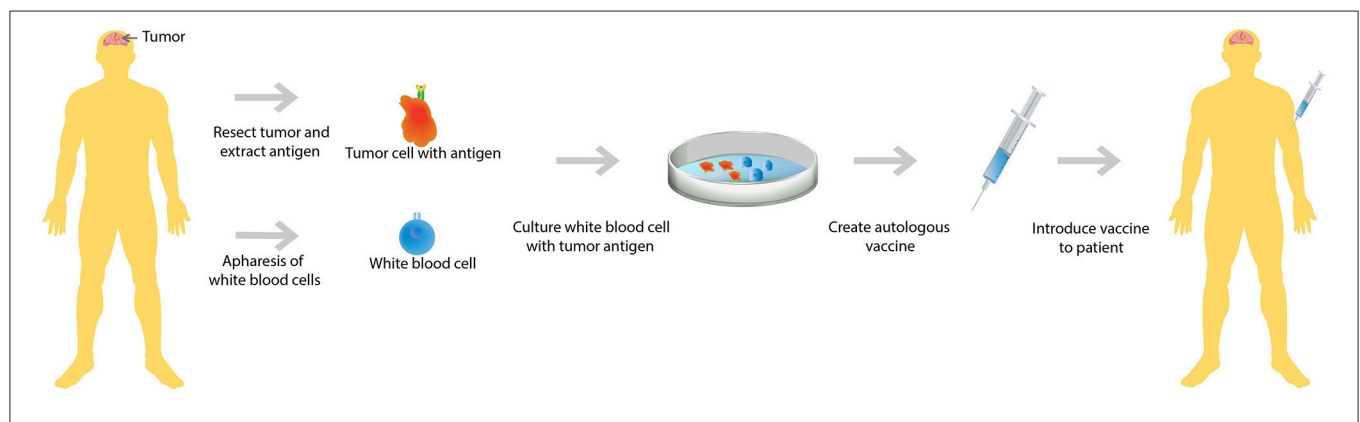 Tumor
Resect tumor and
extract antigen
Tumor cell with antigen
Apharesis of
white blood cells
White blood cell
Culture white blood cell
with tumor antigen
Create autologous
vaccine
Introduce vaccine
to patient